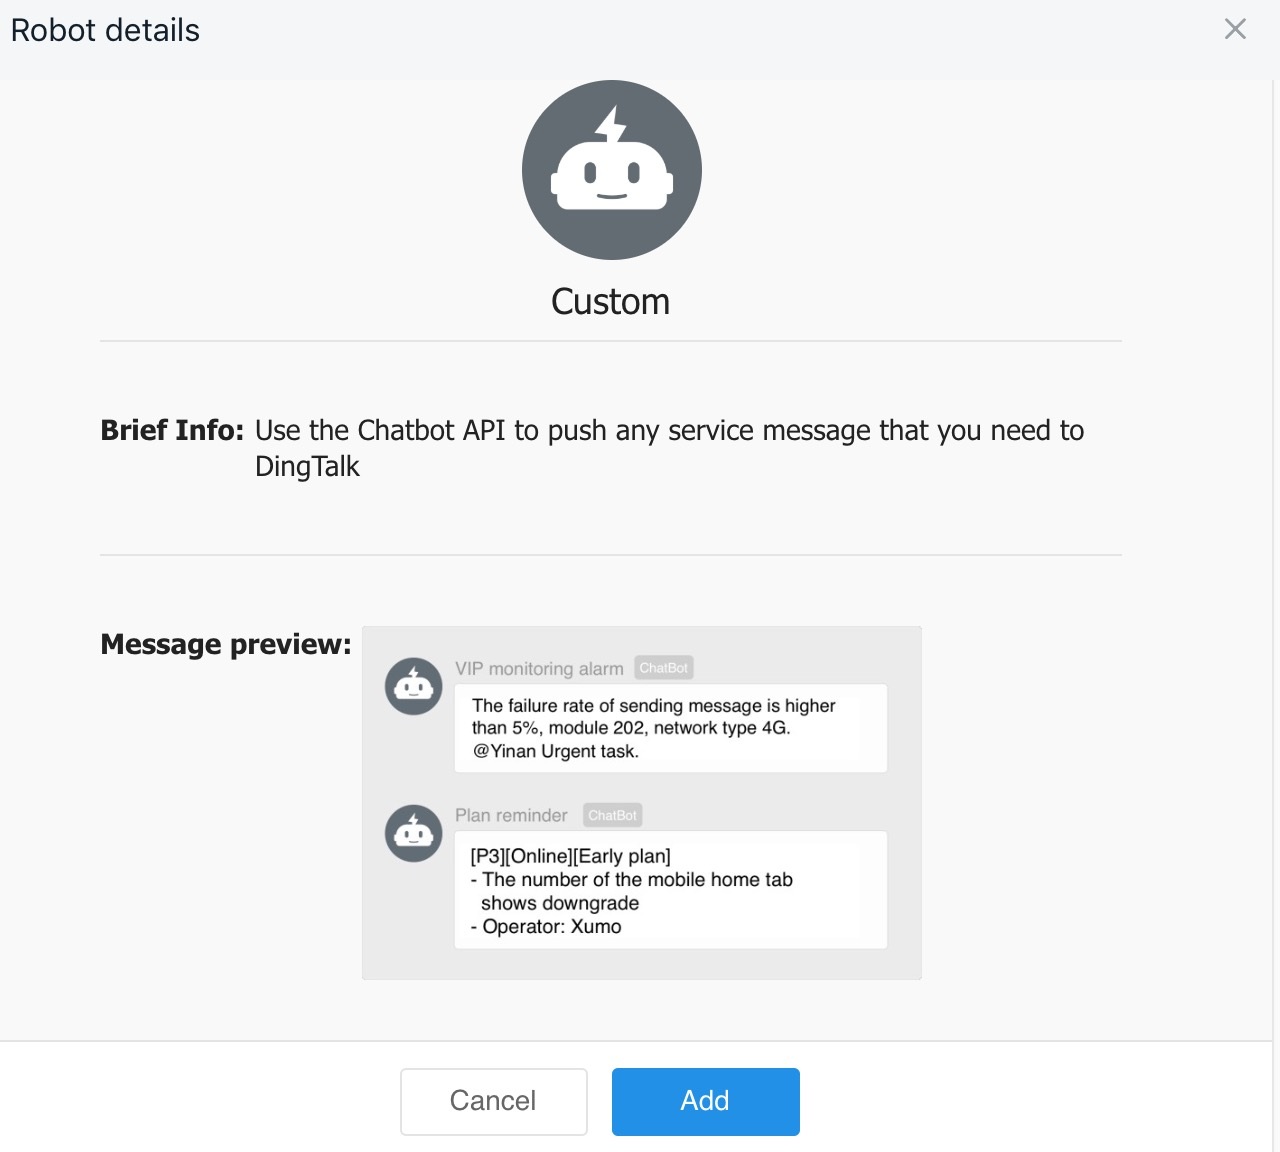 Robot details
Custom
Brief Info: Use the Chatbot API to push any service message that you need to
DingTalk
Message preview:
VIP monitoring alarm ChatBot
The failure rate of sending message is higher
than 5%, module 202, network type 4G.
@Yinan Urgent task.
Plan reminder ChatBot
[P3][Online][Early plan]
- The number of the mobile home tab
shows downgrade
- Operator: Xumo
Cancel Add